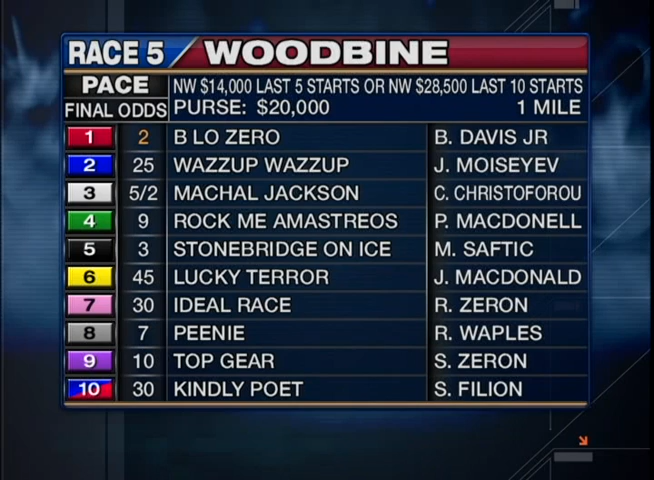 RACE 5 WOODBINE
PACE NW $14,000 LAST 5 STARTS OR NW $28,500 LAST 10 STARTS
FINAL ODDS PURSE: $20,000 1 MILE
1 2 B LO ZERO B. DAVIS JR
2 25 WAZZUP WAZZUP J. MOISEYEV
3 5/2 MACHAL JACKSON C. CHRISTOFOROU
4 9 ROCK ME AMASTREOS P. MACDONELL
5 3 STONEBRIDGE ON ICE M. SAFTIC
6 45 LUCKY TERROR J. MACDONALD
7 30 IDEAL RACE R. ZERON
8 7 PEENIE R. WAPLES
9 10 TOP GEAR S. ZERON
10 30 KINDLY POET S. FILION